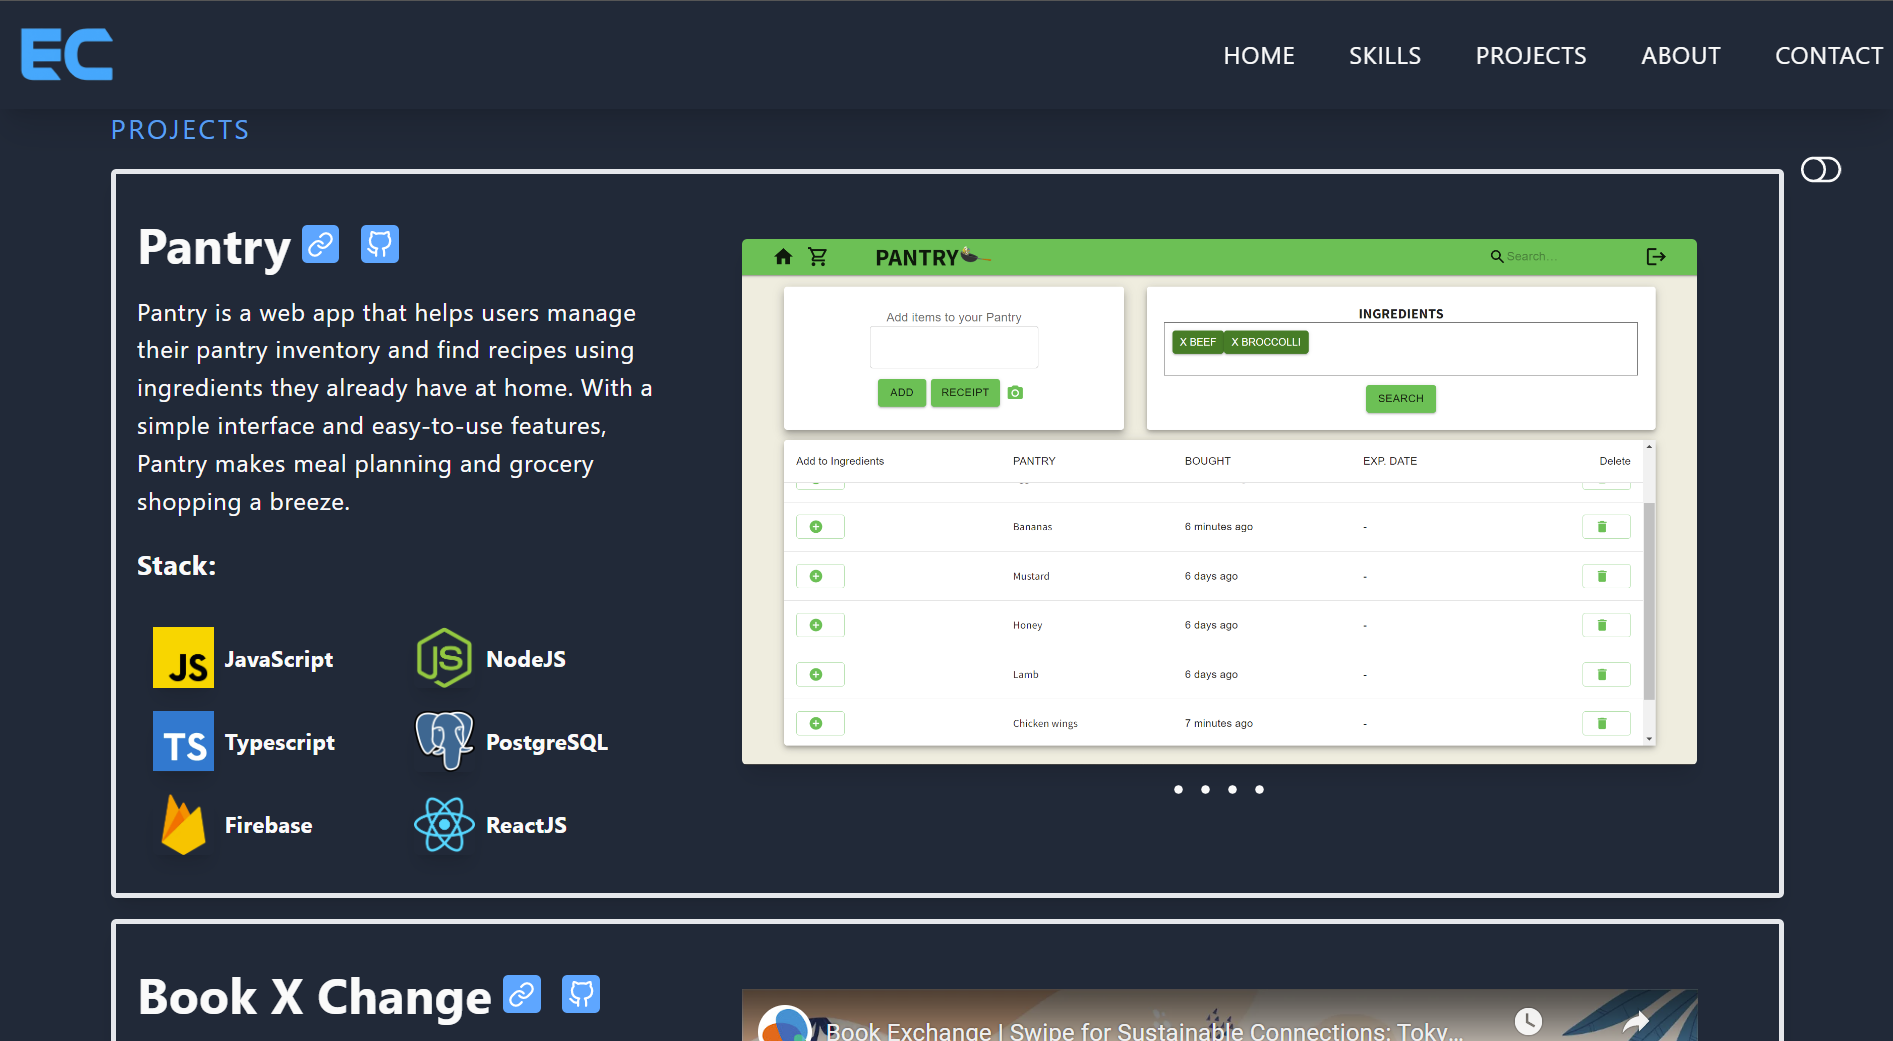 EC
HOME SKILLS PROJECTS ABOUT CONTACT
PROJECTS
Pantry
Pantry is a web app that helps users manage
their pantry inventory and find recipes using
ingredients they already have at home. With a
simple interface and easy-to-use features,
Pantry makes meal planning and grocery
shopping a breeze.
Stack:
JS JavaScript
JS NodeJS
TS Typescript
PostgreSQL
Firebase
ReactJS
PANTRY
Search...
Add items to your Pantry
ADD RECEIPT
INGREDIENTS
X BEEF X BROCCOLLI
SEARCH
Add to Ingredients PANTRY BOUGHT EXP. DATE Delete
Bananas 6 minutes ago -
Mustard 6 days ago -
Honey 6 days ago -
Lamb 6 days ago -
Chicken wings 7 minutes ago -
Book X Change
Book Exchange | Swipe for Sustainable Connections: Toky...